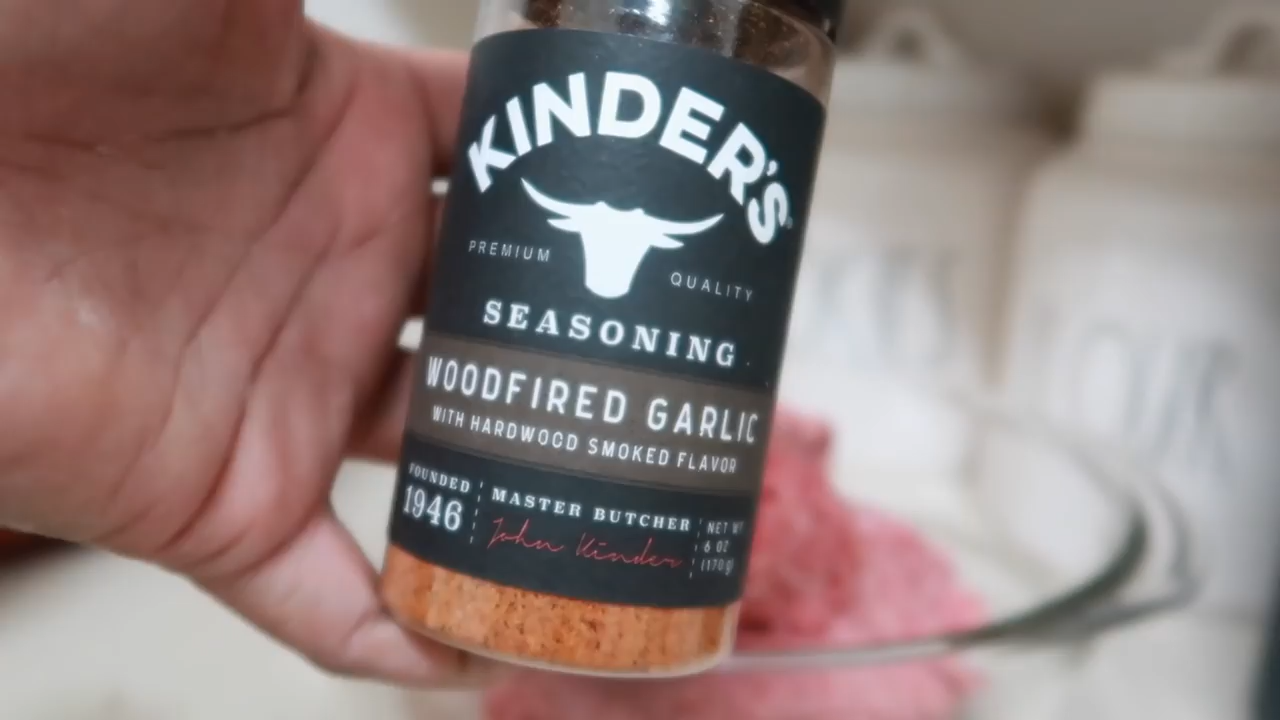 KINDER'S
PREMIUM QUALITY
SEASONING
WOODFIRED GARLIC
WITH HARDWOOD SMOKED FLAVOR
FOUNDED
1946
MASTER BUTCHER
John Kinder
NET WT
6 OZ
(170g)